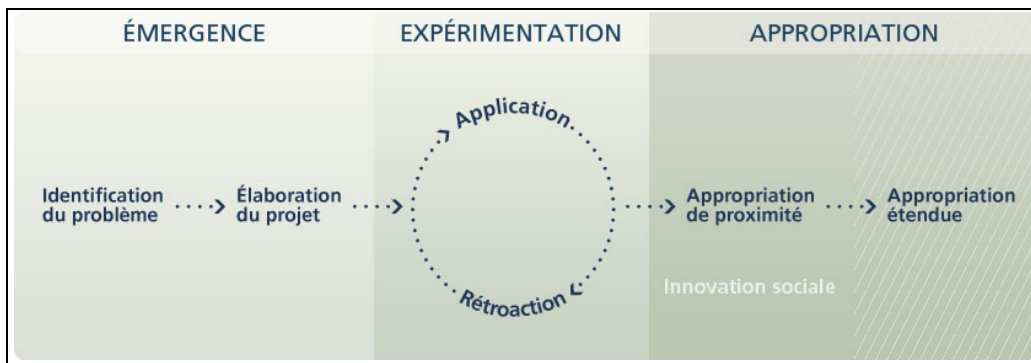 ÉMERGENCE
EXPÉRIMENTATION
APPROPRIATION
Application
Identification
du problème
Élaboration
du projet
Appropriation
de proximité
Appropriation
étendue
Rétroaction
Innovation sociale